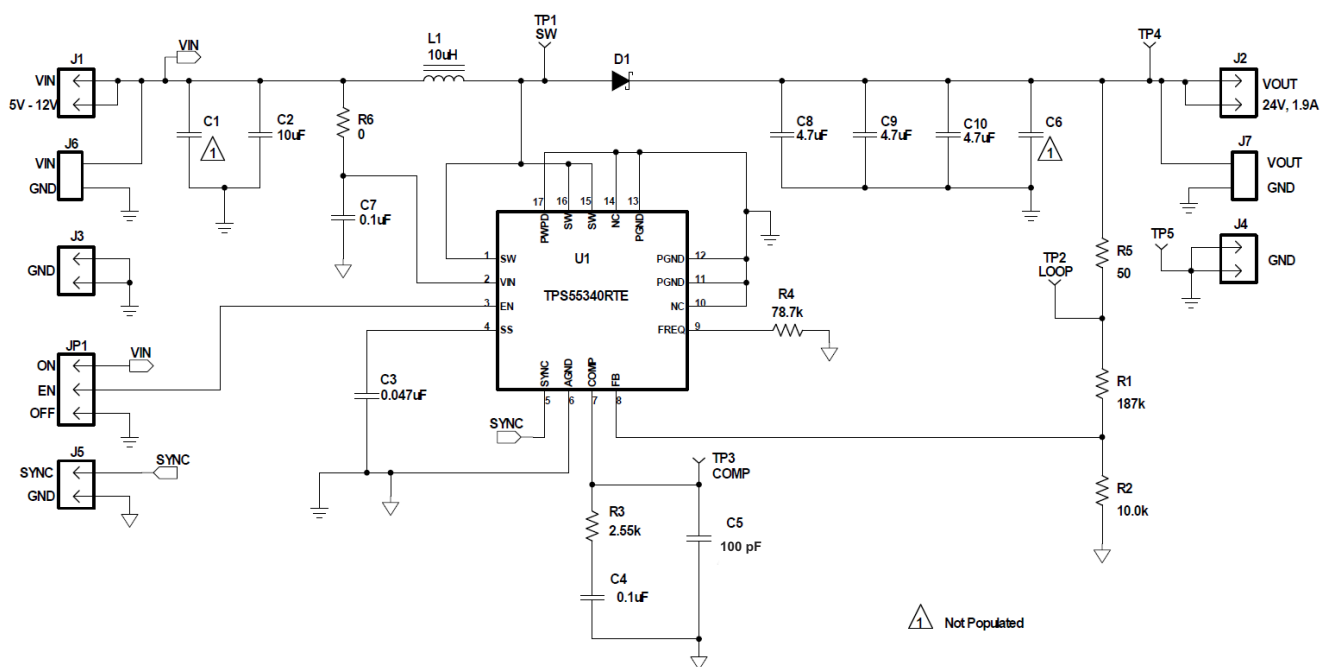 TP1
SW
VIN
L1
10uH
D1
TP4
J1
VIN
5V - 12V
J2
VOUT
24V, 1.9A
C1
1
C2
10uF
R6
0
C8
4.7uF
C9
4.7uF
C10
4.7uF
C6
1
J6
VIN
GND
J7
VOUT
GND
C7
0.1uF
17
16
15
14
13
PWPD
SW
SW
NC
PGND
J3
GND
U1
TPS55340RTE
1
SW
2
VIN
3
EN
4
SS
PGND
12
PGND
11
NC
10
FREQ
9
SYNC
AGND
COMP
FB
5
6
7
8
R4
78.7k
TP2
LOOP
R5
50
TP5
J4
GND
JP1
ON
EN
OFF
VIN
C3
0.047uF
R1
187k
SYNC
J5
SYNC
GND
SYNC
TP3
COMP
R2
10.0k
R3
2.55k
C5
100 pF
C4
0.1uF
1
Not Populated